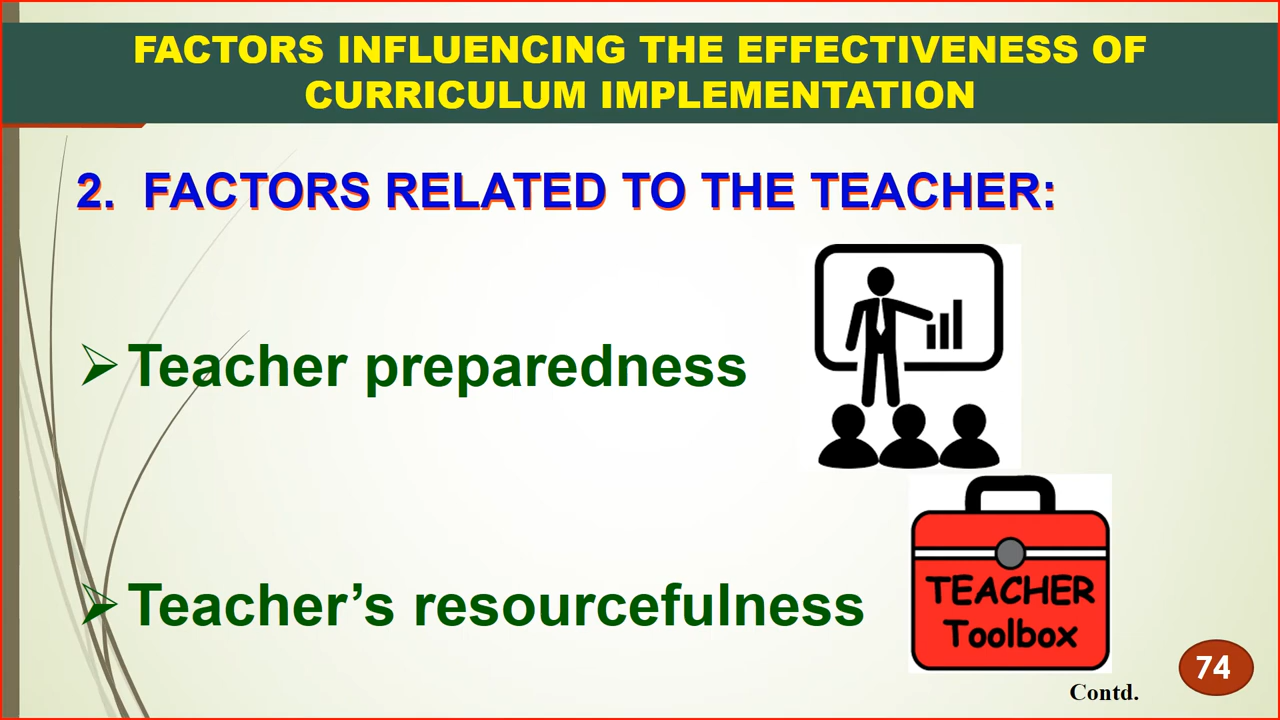 FACTORS INFLUENCING THE EFFECTIVENESS OF
CURRICULUM IMPLEMENTATION
2. FACTORS RELATED TO THE TEACHER:
Teacher preparedness
Teacher’s resourcefulness
TEACHER
Toolbox
74
Contd.